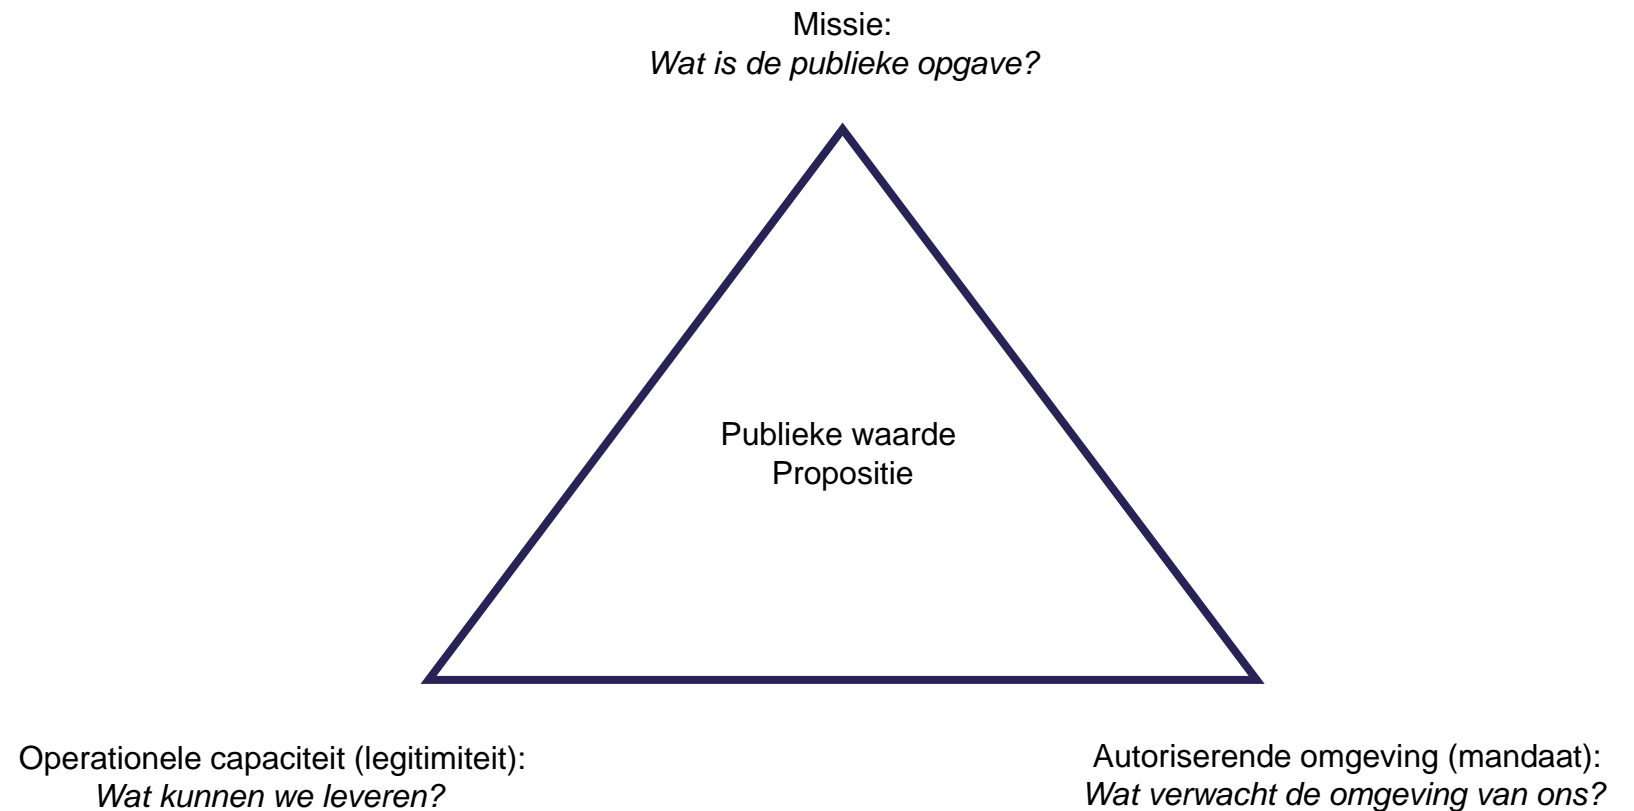 Missie:
Wat is de publieke opgave?
Publieke waarde
Propositie
Operationele capaciteit (legitimiteit):
Wat kunnen we leveren?
Autoriserende omgeving (mandaat):
Wat verwacht de omgeving van ons?